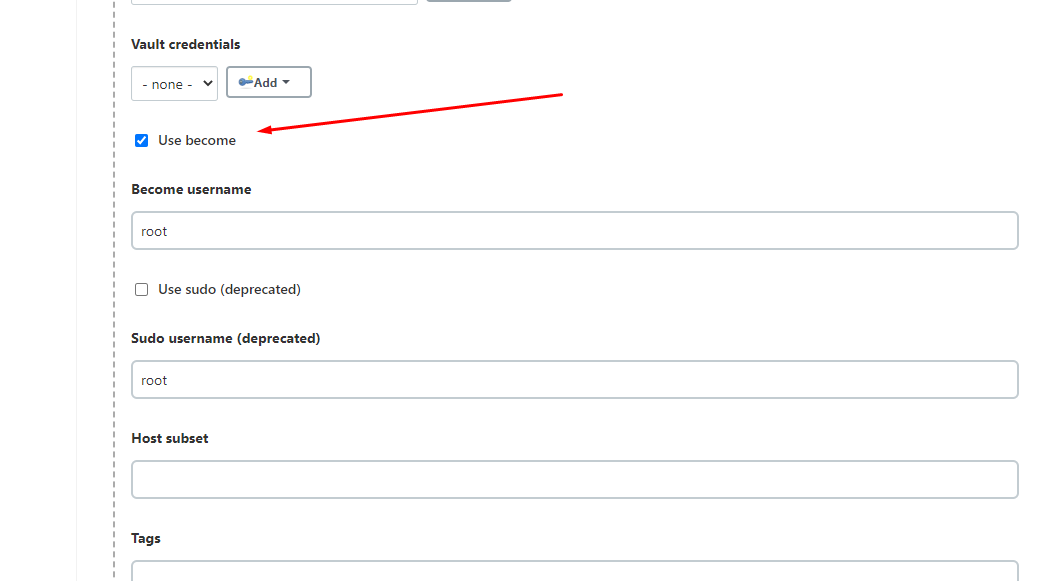 Vault credentials
- none -
Add
Use become
Become username
root
Use sudo (deprecated)
Sudo username (deprecated)
root
Host subset
Tags